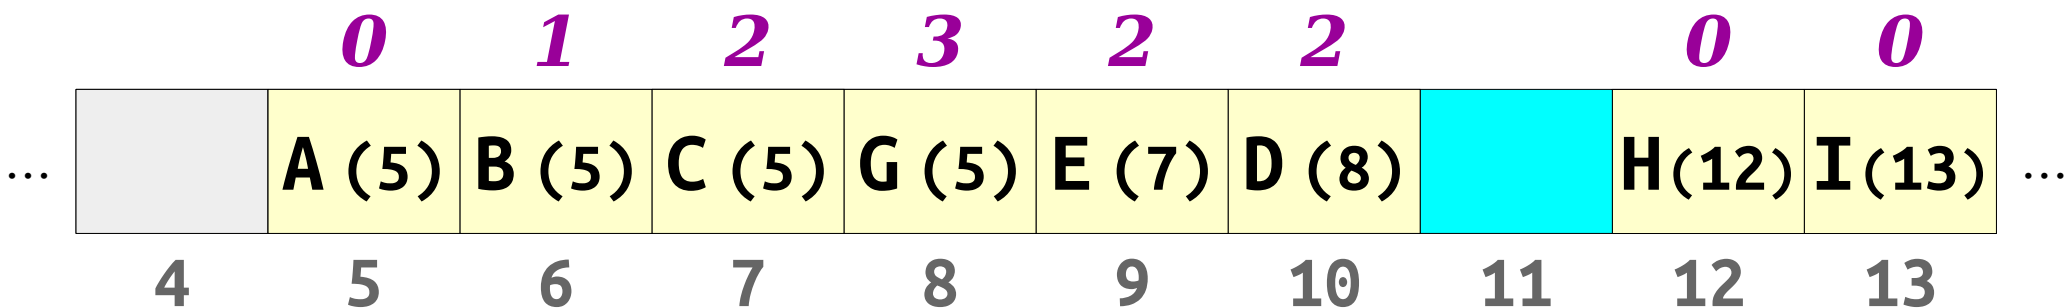 0 1 2 3 2 2 0 0
... A (5) B (5) C (5) G (5) E (7) D (8) H(12) I(13) ...
4 5 6 7 8 9 10 11 12 13